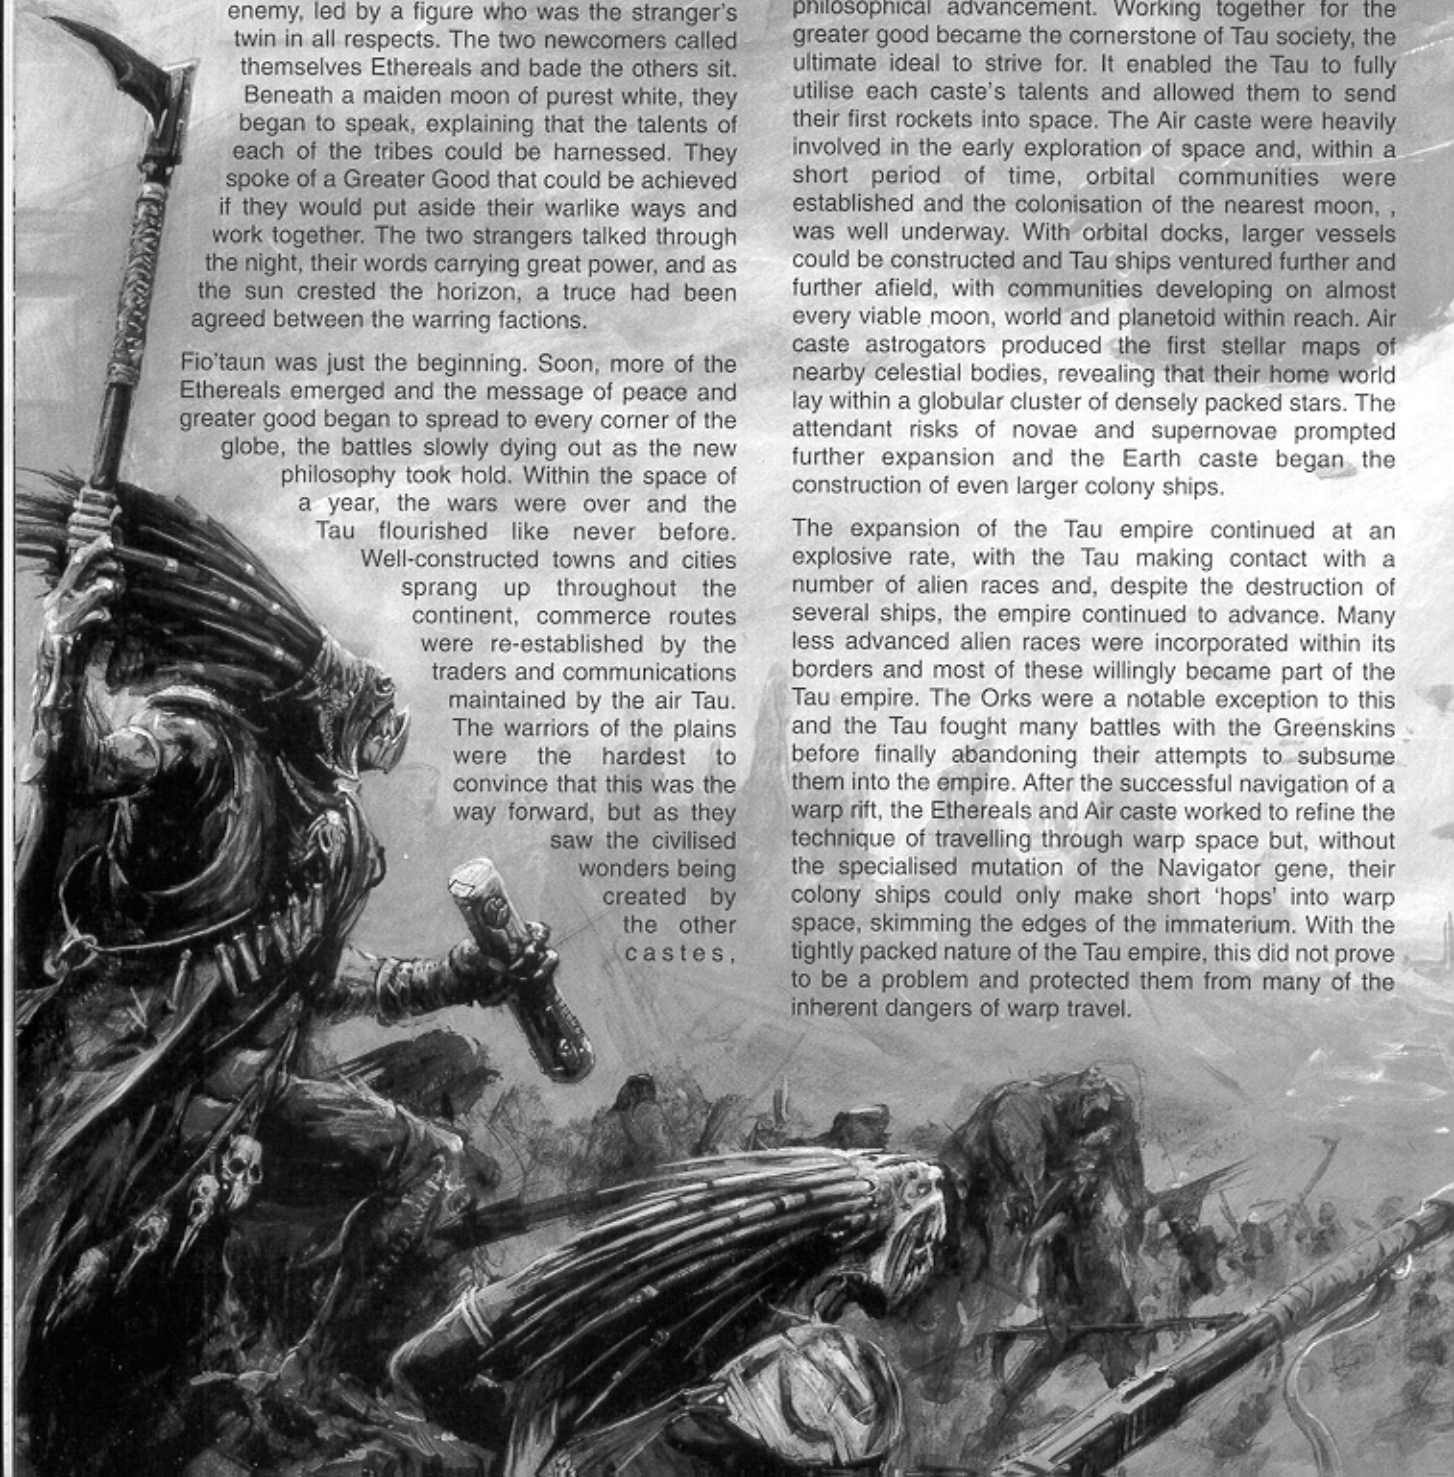 enemy, led by a figure who was the stranger's
twin in all respects. The two newcomers called
themselves Ethereals and bade the others sit.
Beneath a maiden moon of purest white, they
began to speak, explaining that the talents of
each of the tribes could be harnessed. They
spoke of a Greater Good that could be achieved
if they would put aside their warlike ways and
work together. The two strangers talked through
the night, their words carrying great power, and as
the sun crested the horizon, a truce had been
agreed between the warring factions.
Fio'taun was just the beginning. Soon, more of the
Ethereals emerged and the message of peace and
greater good began to spread to every corner of the
globe, the battles slowly dying out as the new
philosophy took hold. Within the space of
a year, the wars were over and the
Tau flourished like never before.
Well-constructed towns and cities
sprang up throughout the
continent, commerce routes
were re-established by the
traders and communications
maintained by the air Tau.
The warriors of the plains
were the hardest to
convince that this was the
way forward, but as they
saw the civilised
wonders being
created by
the other
castes,
philosophical advancement. Working together for the
greater good became the cornerstone of Tau society, the
ultimate ideal to strive for. It enabled the Tau to fully
utilise each caste's talents and allowed them to send
their first rockets into space. The Air caste were heavily
involved in the early exploration of space and, within a
short period of time, orbital communities were
established and the colonisation of the nearest moon, ,
was well underway. With orbital docks, larger vessels
could be constructed and Tau ships ventured further and
further afield, with communities developing on almost
every viable moon, world and planetoid within reach. Air
caste astrogators produced the first stellar maps of
nearby celestial bodies, revealing that their home world
lay within a globular cluster of densely packed stars. The
attendant risks of novae and supernovae prompted
further expansion and the Earth caste began the
construction of even larger colony ships.
The expansion of the Tau empire continued at an
explosive rate, with the Tau making contact with a
number of alien races and, despite the destruction of
several ships, the empire continued to advance. Many
less advanced alien races were incorporated within its
borders and most of these willingly became part of the
Tau empire. The Orks were a notable exception to this
and the Tau fought many battles with the Greenskins
before finally abandoning their attempts to subsume
them into the empire. After the successful navigation of a
warp rift, the Ethereals and Air caste worked to refine the
technique of travelling through warp space but, without
the specialised mutation of the Navigator gene, their
colony ships could only make short 'hops' into warp
space, skimming the edges of the immaterium. With the
tightly packed nature of the Tau empire, this did not prove
to be a problem and protected them from many of the
inherent dangers of warp travel.